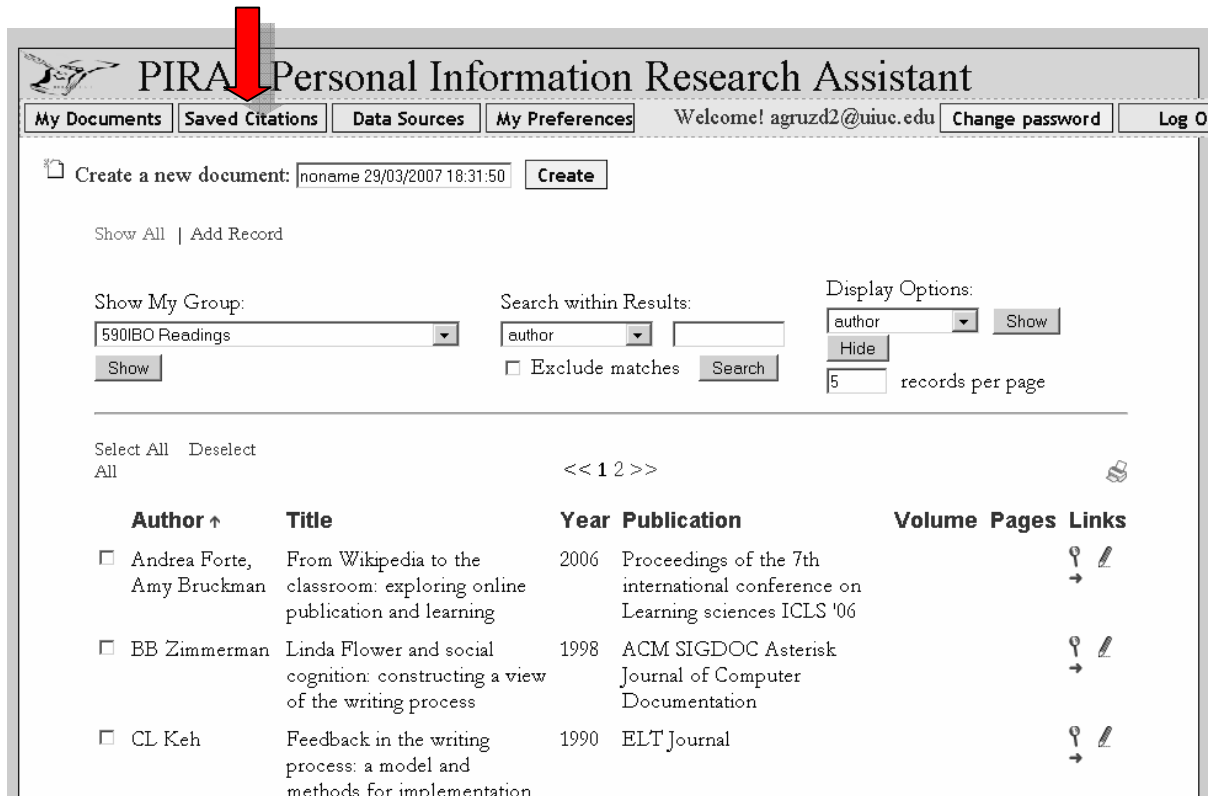 PIRA Personal Information Research Assistant
My Documents Saved Citations Data Sources My Preferences Welcome! agruzd2@uiuc.edu Change password Log O
Create a new document: noname 29/03/2007 18:31:50 Create
Show All | Add Record
Show My Group: Search within Results: Display Options:
590IBO Readings author author Show
Hide
Show Exclude matches Search
5 records per page
Select All Deselect
All << 1 2 >>
Author ↑ Title Year Publication Volume Pages Links
Andrea Forte, From Wikipedia to the 2006 Proceedings of the 7th
Amy Bruckman classroom: exploring online international conference on
publication and learning Learning sciences ICLS '06
BB Zimmerman Linda Flower and social 1998 ACM SIGDOC Asterisk
cognition: constructing a view Journal of Computer
of the writing process Documentation
CL Keh Feedback in the writing 1990 ELT Journal
process: a model and
methods for implementation